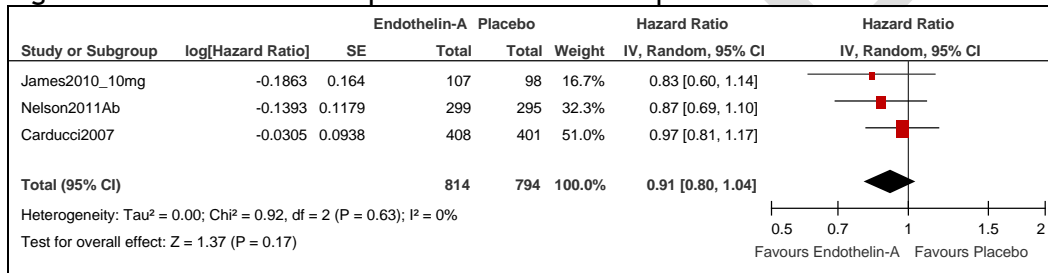 Endothelin-A Placebo Hazard Ratio Hazard Ratio
Study or Subgroup log[Hazard Ratio] SE Total Total Weight IV, Random, 95% CI IV, Random, 95% CI
James2010_10mg -0.1863 0.164 107 98 16.7% 0.83 [0.60, 1.14]
Nelson2011Ab -0.1393 0.1179 299 295 32.3% 0.87 [0.69, 1.10]
Carducci2007 -0.0305 0.0938 408 401 51.0% 0.97 [0.81, 1.17]
Total (95% CI) 814 794 100.0% 0.91 [0.80, 1.04]
Heterogeneity: Tau² = 0.00; Chi² = 0.92, df = 2 (P = 0.63); I² = 0%
Test for overall effect: Z = 1.37 (P = 0.17)
0.5 0.7 1 1.5 2
Favours Endothelin-A Favours Placebo